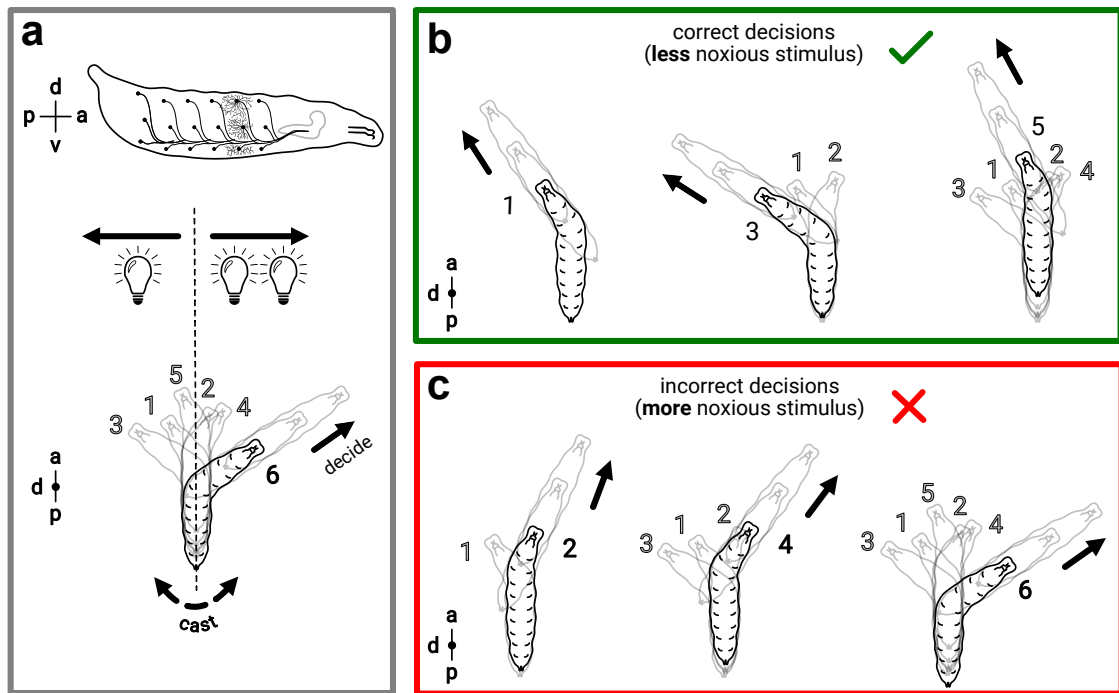 a
d
p a
v
5 2
1 4
3
6
decide
a
d
p
cast
b
correct decisions
(less noxious stimulus)
1
1 2
3
5
1 2
3 4
a
d
p
c
incorrect decisions
(more noxious stimulus)
1 2
1 2
3 4
5 2
1 4
3
6
a
d
p